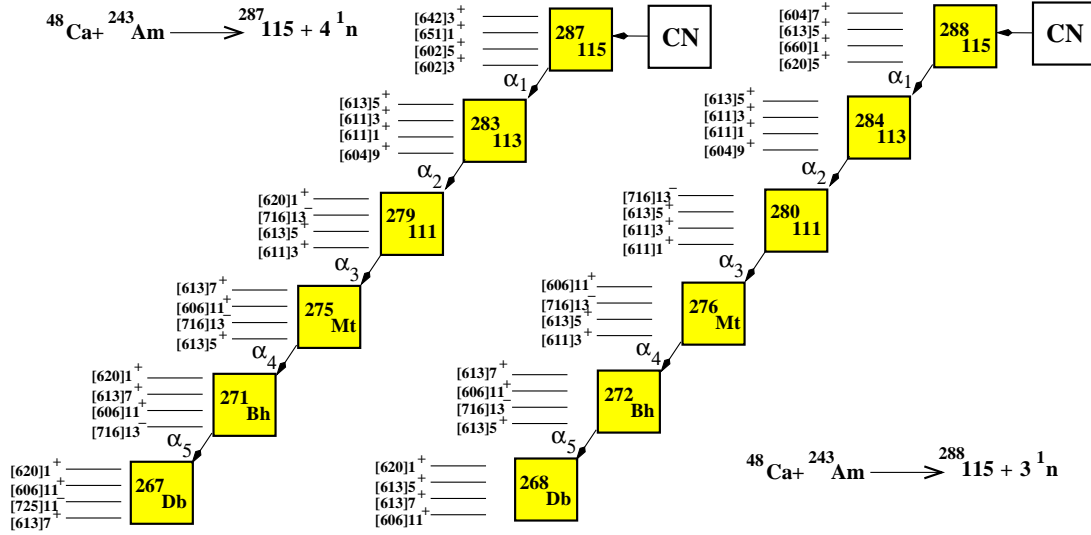 48Ca+ 243Am → 287 115 + 4 1n
[642]3+
[651]1+
[602]5+
[602]3+
287 115
CN
α1
[613]5+
[611]3+
[611]1+
[604]9+
283 113
α2
[620]1+
[716]13−
[613]5+
[611]3+
279 111
α3
[613]7+
[606]11+
[716]13−
[613]5+
275 Mt
α4
[620]1+
[613]7+
[606]11+
[716]13−
271 Bh
α5
[620]1+
[606]11+
[725]11−
[613]7+
267 Db
[604]7+
[613]5+
[660]1+
[620]5+
288 115
CN
α1
[613]5+
[611]3+
[611]1+
[604]9+
284 113
α2
[716]13−
[613]5+
[611]3+
[611]1+
280 111
α3
[606]11+
[716]13−
[613]5+
[611]3+
276 Mt
α4
[613]7+
[606]11+
[716]13−
[613]5+
272 Bh
α5
[620]1+
[613]5+
[613]7+
[606]11+
268 Db
48Ca+ 243Am → 288 115 + 3 1n